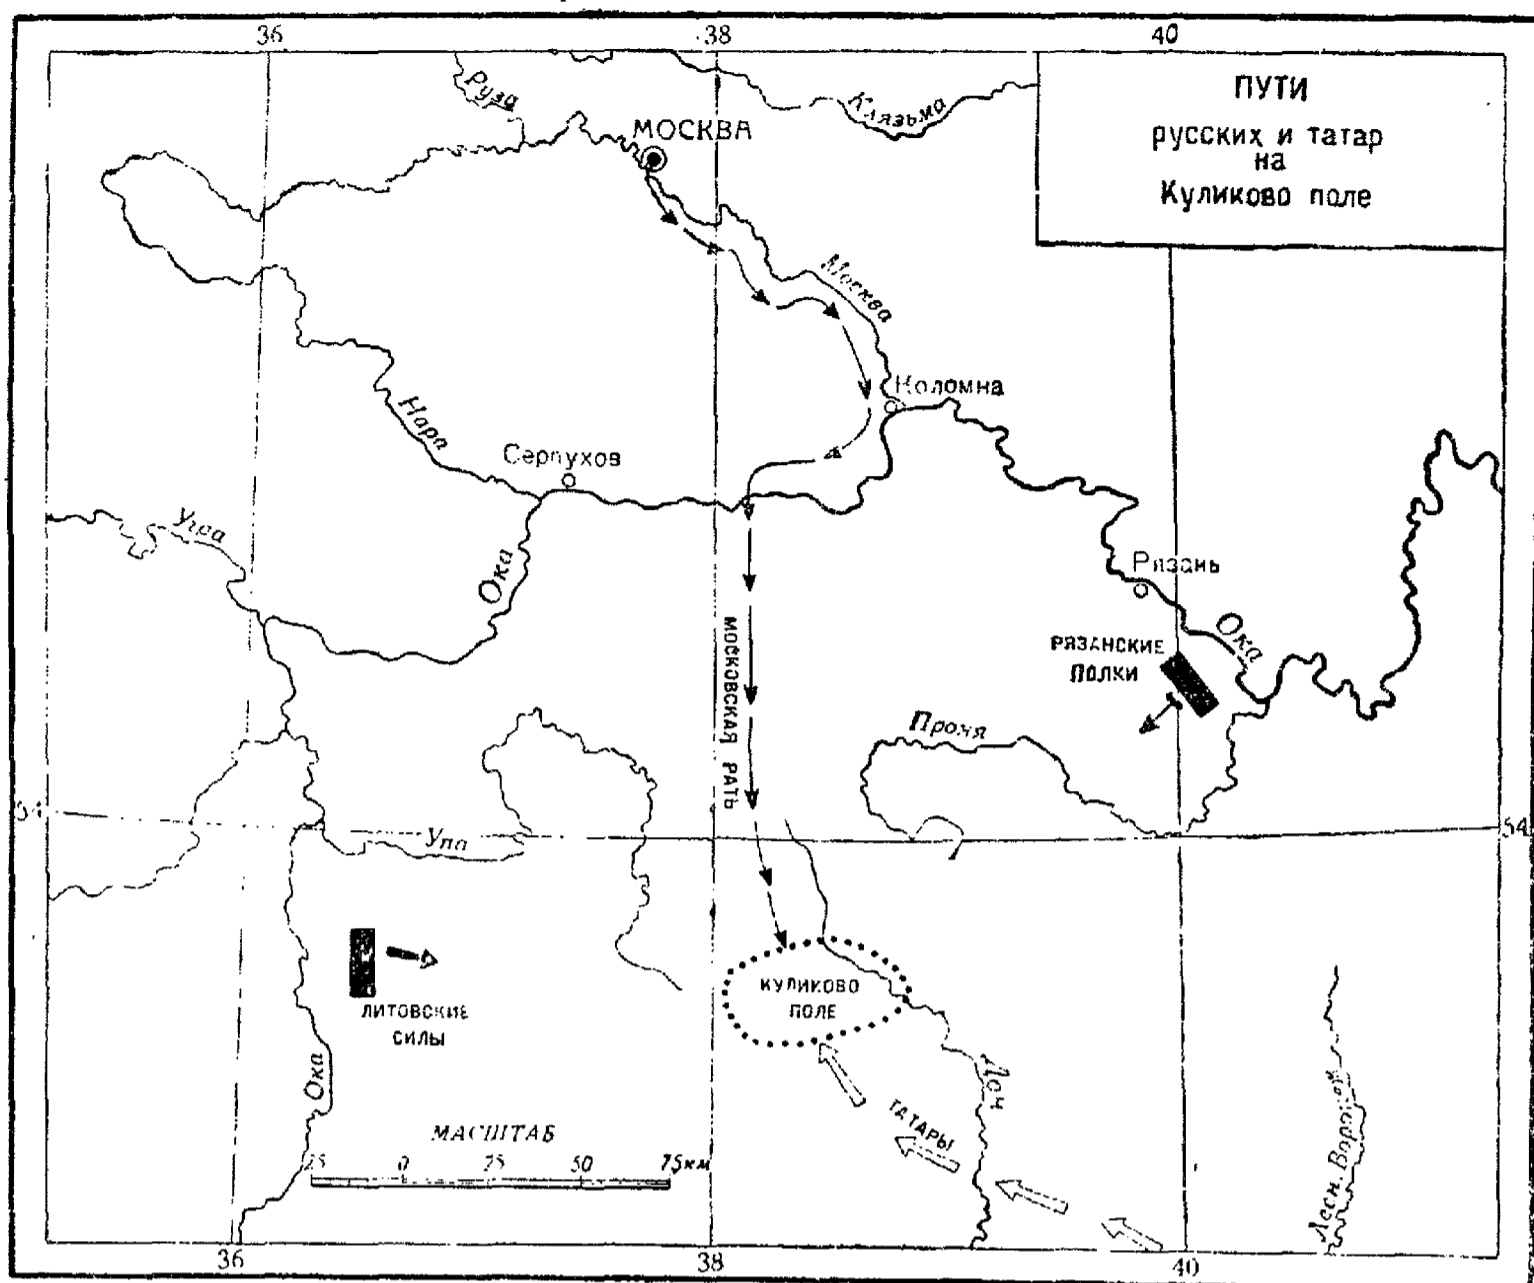 36
38
40
ПУТИ
русских и татар
на
Куликово поле
Руза
Клязьма
МОСКВА
Москва
Коломна
Нара
Серпухов
Угра
Ока
Рязань
Ока
РЯЗАНСКИЕ
ПОЛКИ
МОСКОВСКАЯ РАТЬ
Проня
54
54
Упа
КУЛИКОВО
ПОЛЕ
ЛИТОВСКИЕ
СИЛЫ
Ока
Дон
ТАТАРЫ
МАСШТАБ
25 0 25 50 75км
Лесн. Воронеж
36
38
40